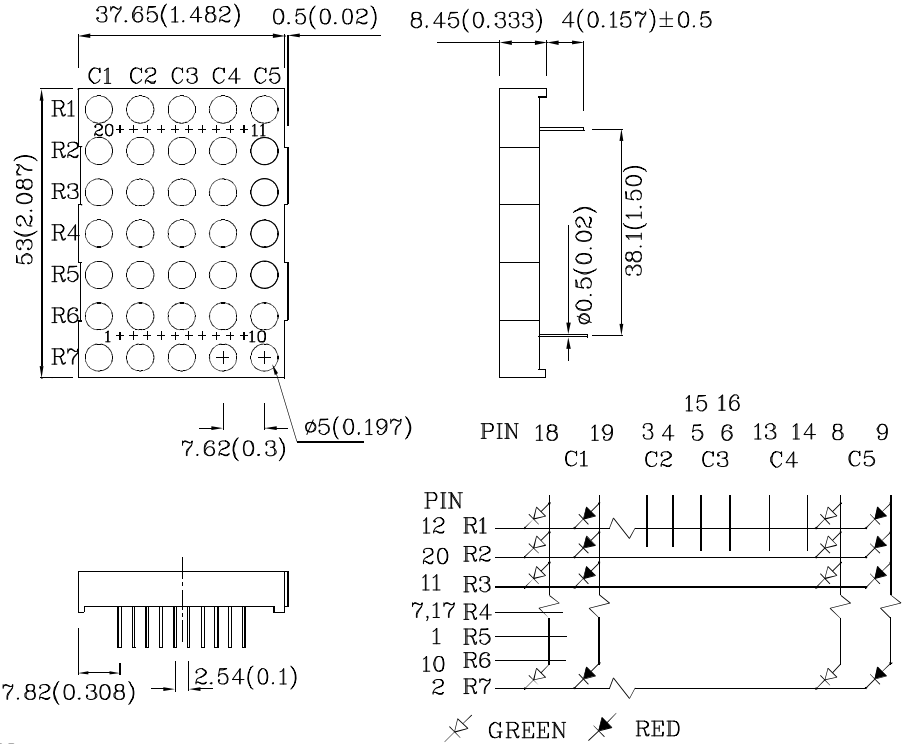 37.65(1.482) 0.5(0.02)
8.45(0.333) 4(0.157)±0.5
C1 C2 C3 C4 C5
R1
20 11
R2
R3
R4
R5
R6
1 10
R7
53(2.087)
ø5(0.197)
7.62(0.3)
ø0.5(0.02)
38.1(1.50)
15 16
PIN 18 19 3 4 5 6 13 14 8 9
C1 C2 C3 C4 C5
PIN
12 R1
20 R2
11 R3
7,17 R4
1 R5
10 R6
2 R7
GREEN RED
7.82(0.308)
2.54(0.1)